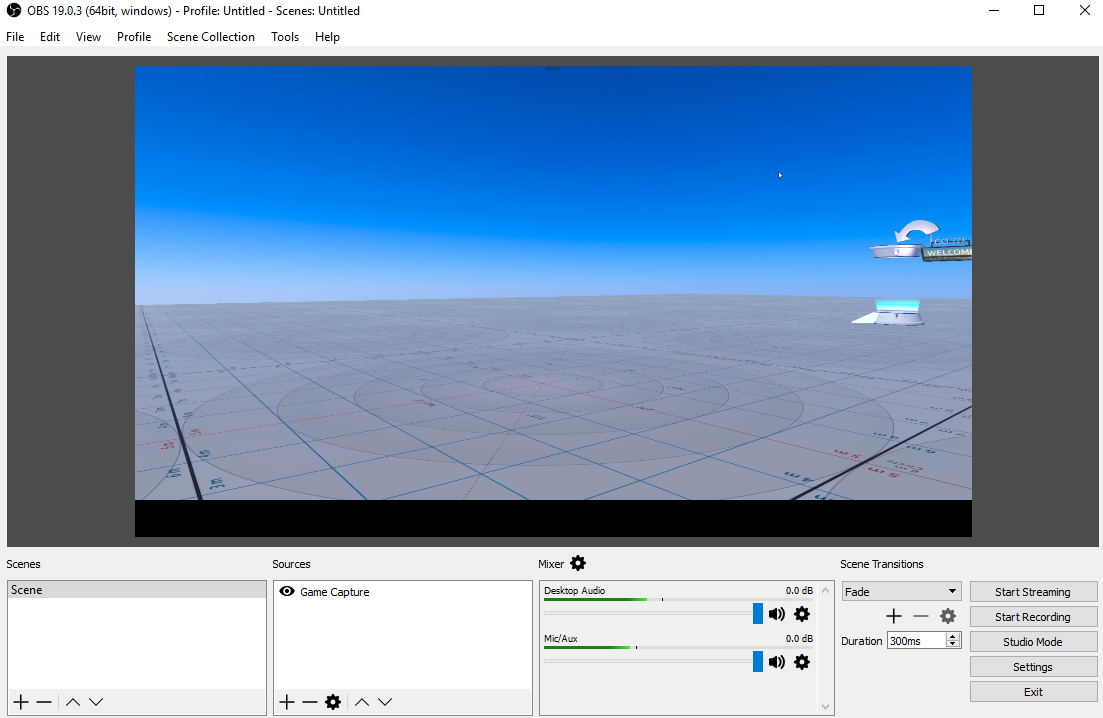 OBS 19.0.3 (64bit, windows) - Profile: Untitled - Scenes: Untitled
File Edit View Profile Scene Collection Tools Help
WELCOME
Scenes
Scene
Sources
Game Capture
Mixer
Desktop Audio 0.0 dB
Mic/Aux 0.0 dB
Scene Transitions
Fade
Duration 300ms
Start Streaming
Start Recording
Studio Mode
Settings
Exit